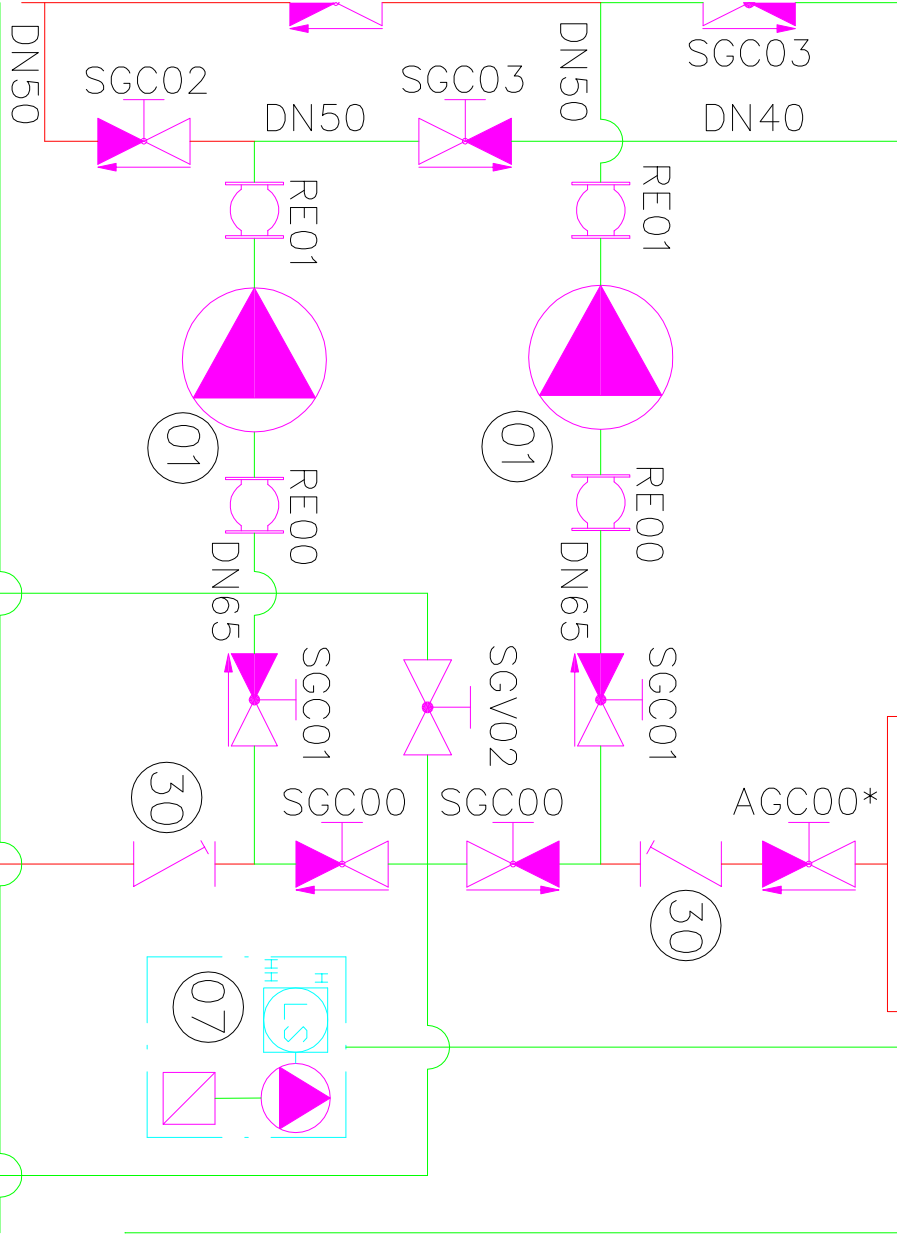 DN50
DN50
SGC03
SGC02
SGC03
DN50
DN40
RE01
RE01
01
01
RE00
RE00
DN65
DN65
SGC01
SGV02
SGC01
30
SGC00
SGC00
AGC00*
30
HH
H
07
LS